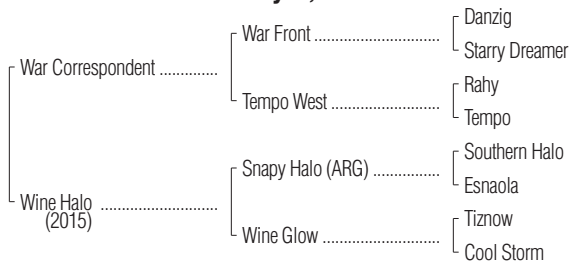 War Correspondent ..............
War Front ..............................
Danzig
Starry Dreamer
Tempo West ..........................
Rahy
Tempo
Wine Halo ............................
(2015)
Snapy Halo (ARG) ................
Southern Halo
Esnaola
Wine Glow .............................
Tiznow
Cool Storm